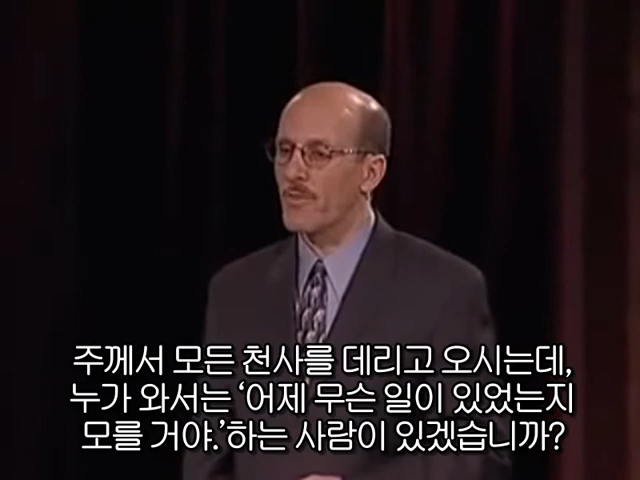 주께서 모든 천사를 데리고 오시는데,
누가 와서는 ‘어제 무슨 일이 있었는지
모를 거야.’하는 사람이 있겠습니까?